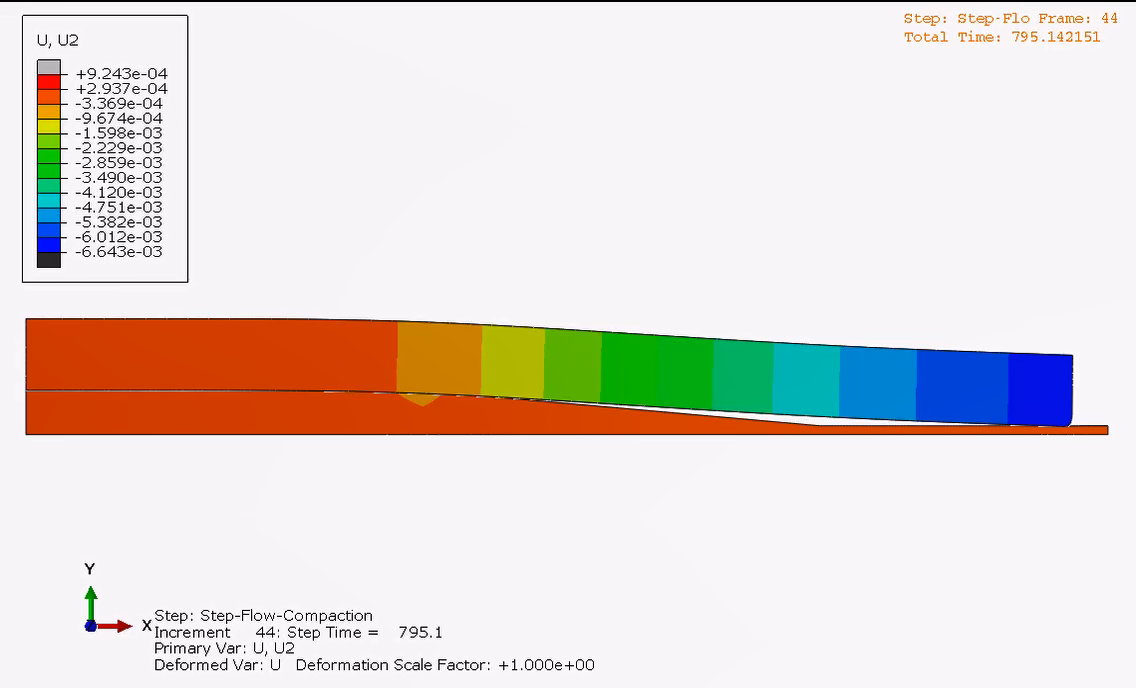 Step: Step-Flo Frame: 44
Total Time: 795.142151
U, U2
+9.243e-04
+2.937e-04
-3.369e-04
-9.674e-04
-1.598e-03
-2.229e-03
-2.859e-03
-3.490e-03
-4.120e-03
-4.751e-03
-5.382e-03
-6.012e-03
-6.643e-03
Y
X
Step: Step-Flow-Compaction
Increment 44: Step Time = 795.1
Primary Var: U, U2
Deformed Var: U Deformation Scale Factor: +1.000e+00